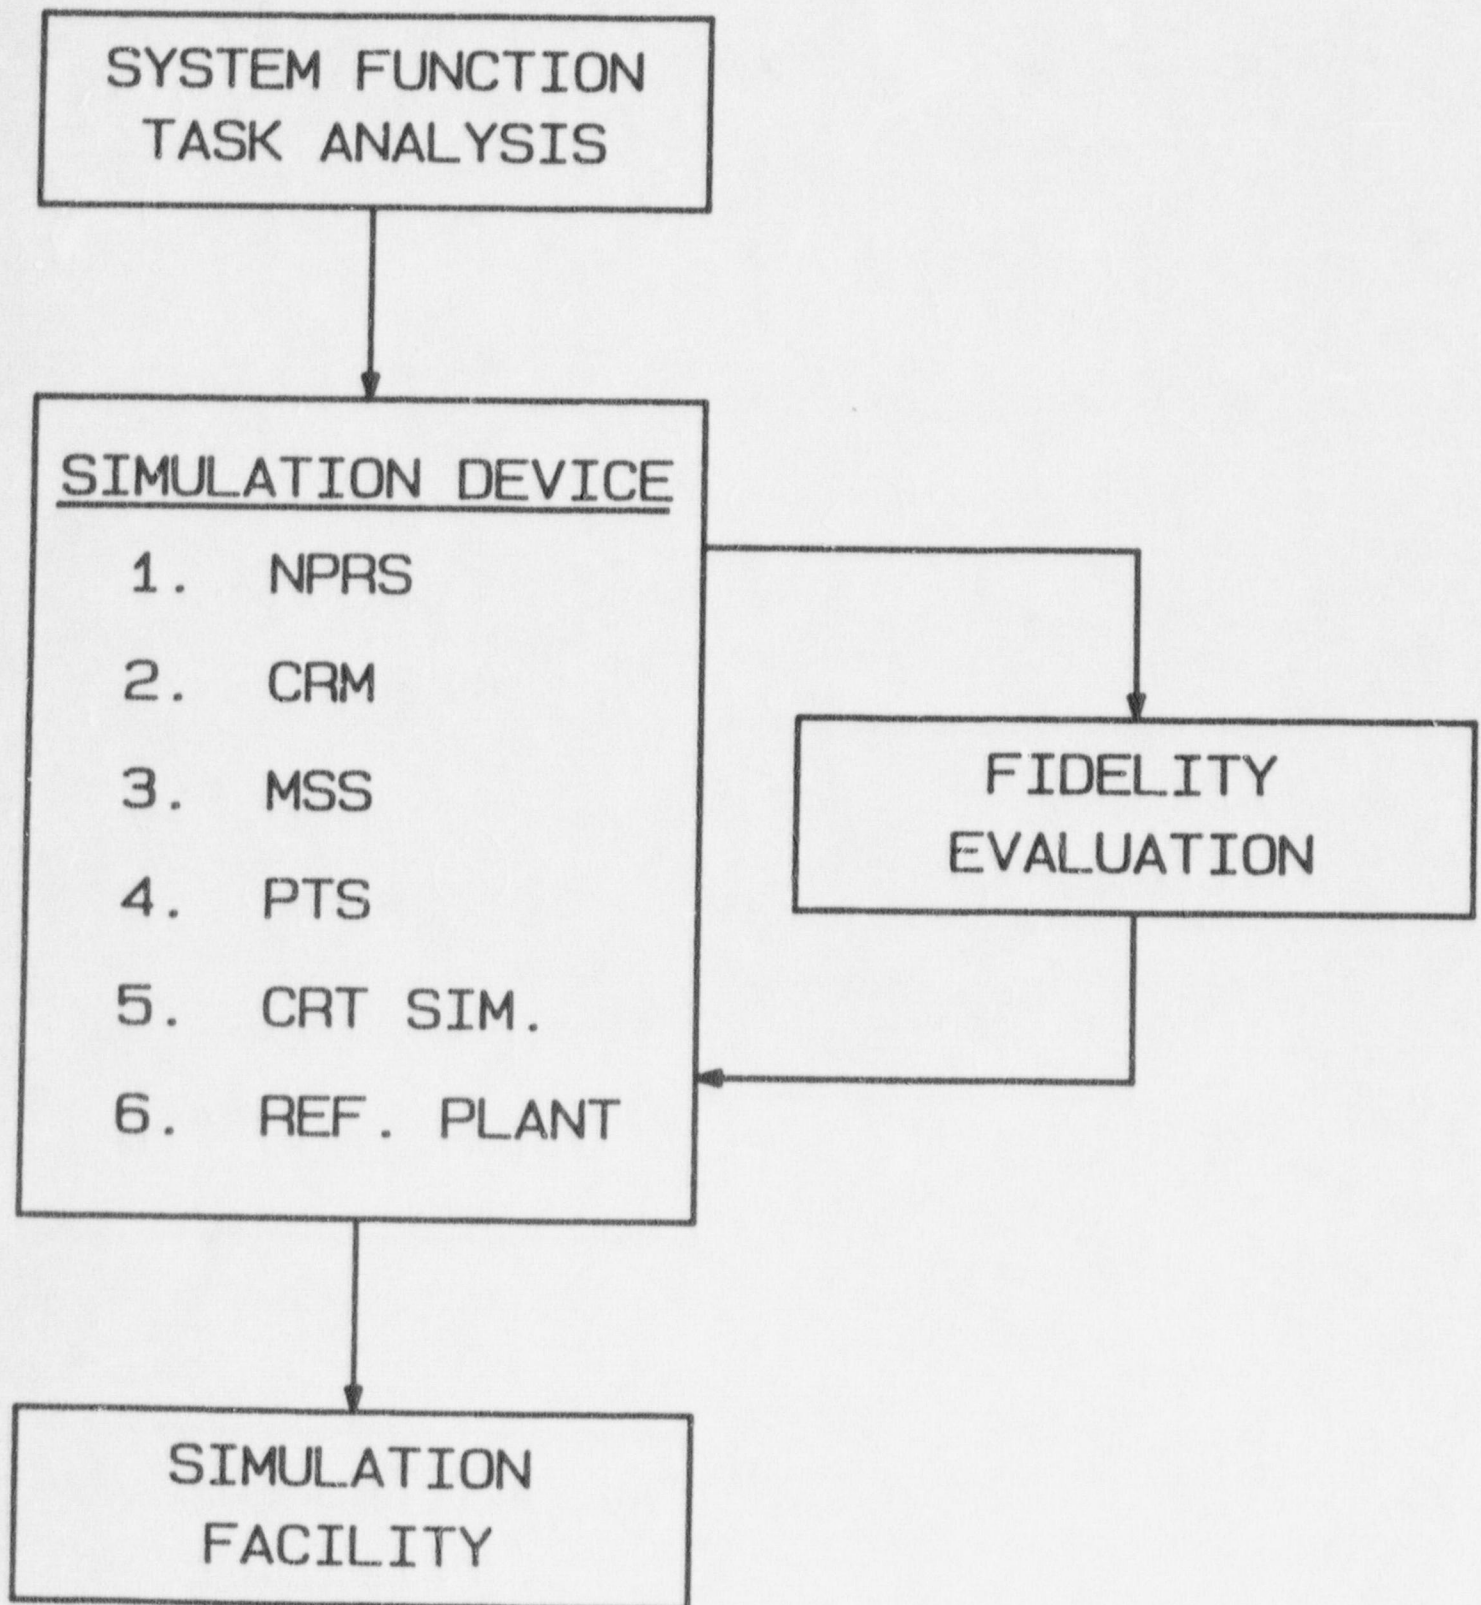 SYSTEM FUNCTION
TASK ANALYSIS
SIMULATION DEVICE
1. NPRS
2. CRM
3. MSS
4. PTS
5. CRT SIM.
6. REF. PLANT
FIDELITY
EVALUATION
SIMULATION
FACILITY